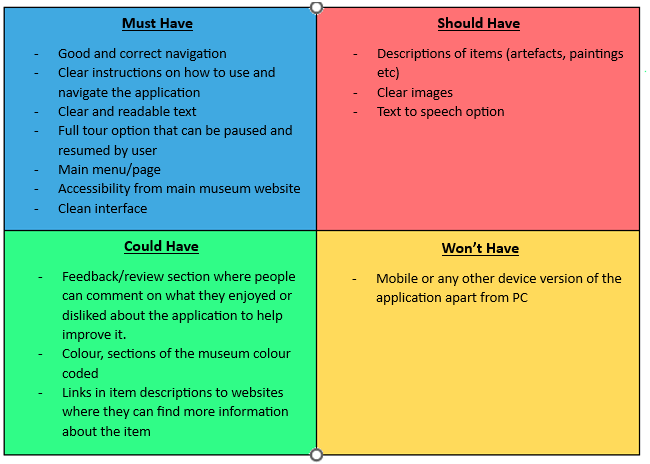 Must Have
- Good and correct navigation
- Clear instructions on how to use and
navigate the application
- Clear and readable text
- Full tour option that can be paused and
resumed by user
- Main menu/page
- Accessibility from main museum website
- Clean interface
Should Have
- Descriptions of items (artefacts, paintings
etc)
- Clear images
- Text to speech option
Could Have
- Feedback/review section where people
can comment on what they enjoyed or
disliked about the application to help
improve it.
- Colour, sections of the museum colour
coded
- Links in item descriptions to websites
where they can find more information
about the item
Won’t Have
- Mobile or any other device version of the
application apart from PC